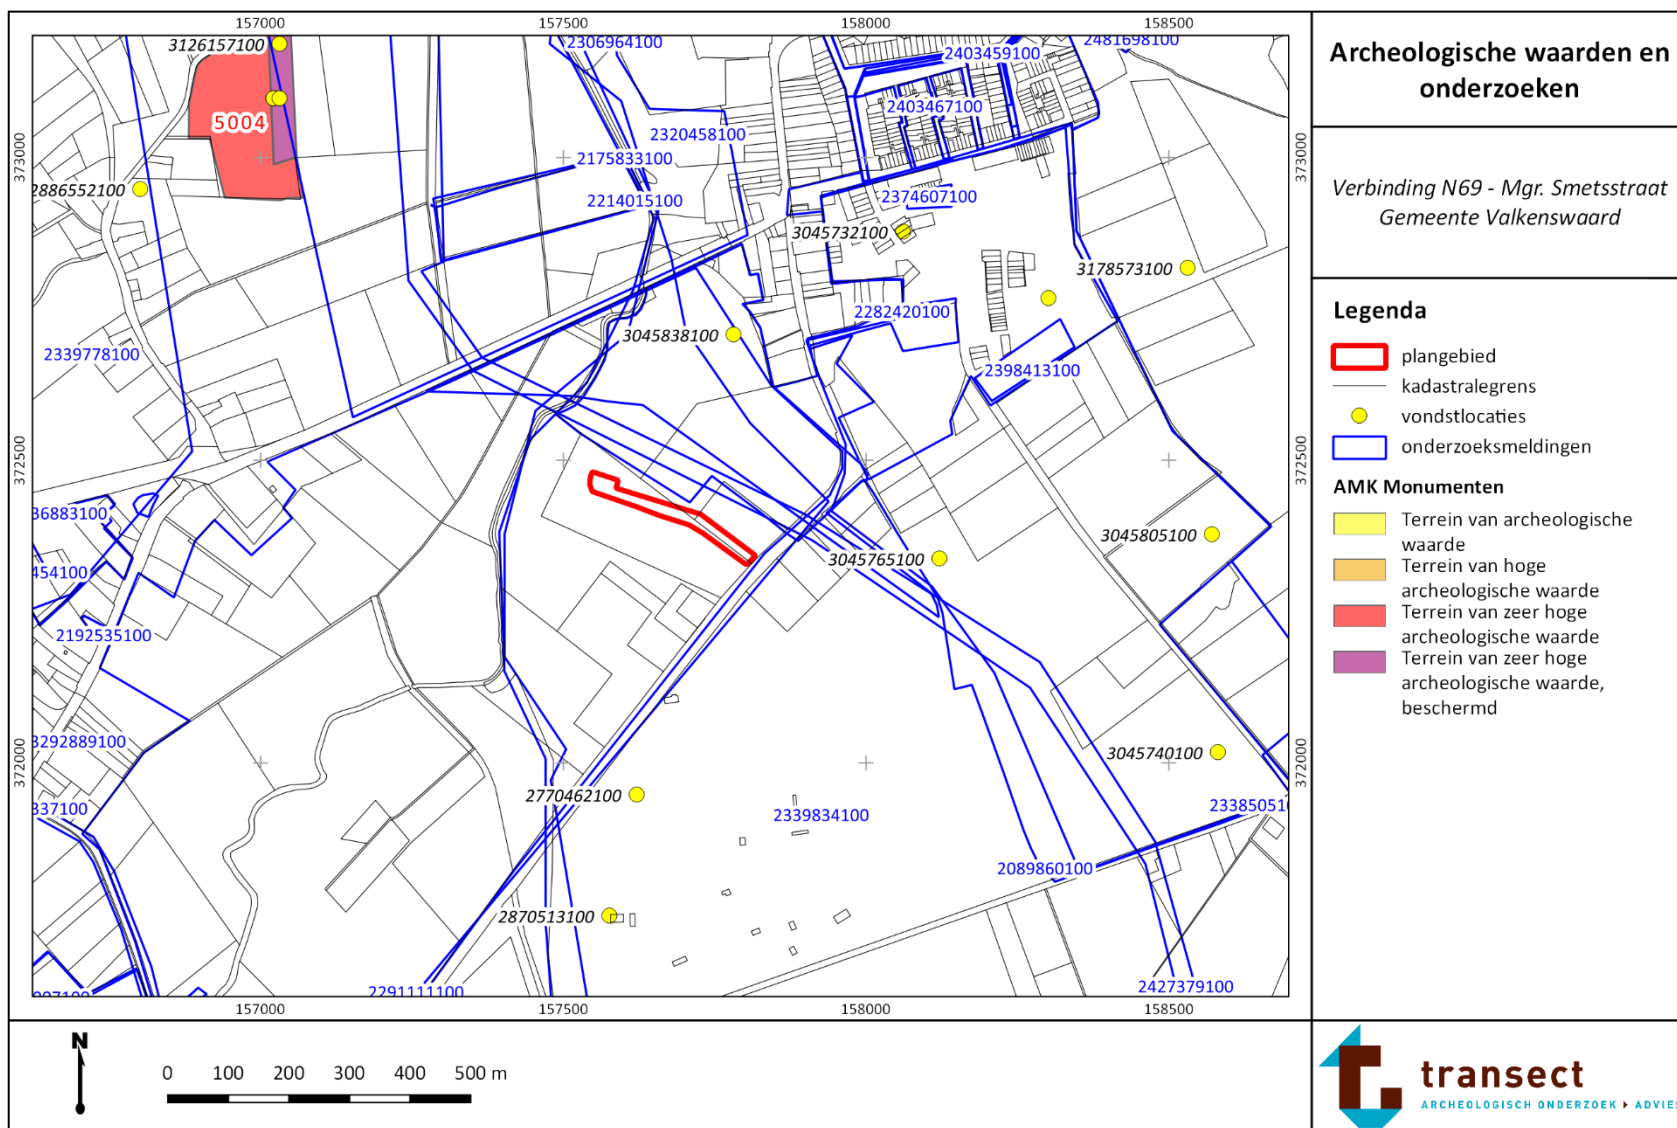 157000
157500
158000
158500
3126157100
2306964100
2403459100
2481698100
2403467100
5004
2320458100
373000
373000
2175833100
2886552100
2214015100
2374607100
3045732100
3178573100
2282420100
3045838100
2339778100
2398413100
372500
372500
36883100
3045805100
3045765100
454100
2192535100
3292889100
3045740100
372000
372000
2770462100
337100
2339834100
23385051
2089860100
2870513100
2291111100
2427379100
157000
157500
158000
158500
N
0 100 200 300 400 500 m
Archeologische waarden en
onderzoeken
Verbinding N69 - Mgr. Smetsstraat
Gemeente Valkenswaard
Legenda
plangebied
kadastralegrens
vondstlocaties
onderzoeksmeldingen
AMK Monumenten
Terrein van archeologische
waarde
Terrein van hoge
archeologische waarde
Terrein van zeer hoge
archeologische waarde
Terrein van zeer hoge
archeologische waarde,
beschermd
transect
ARCHEOLOGISCH ONDERZOEK ▸ ADVIES